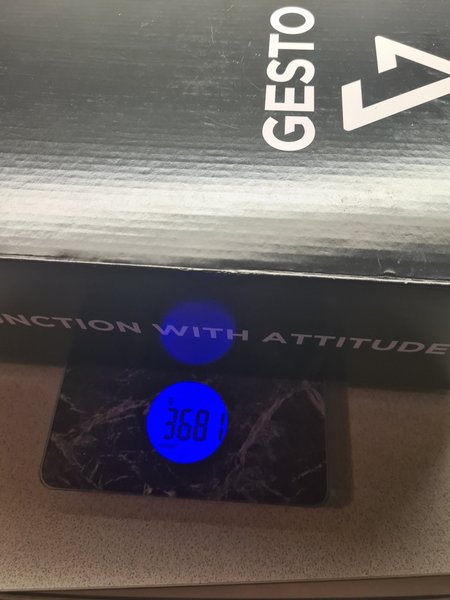 GESTO
NCTION WITH ATTITUDE
3681